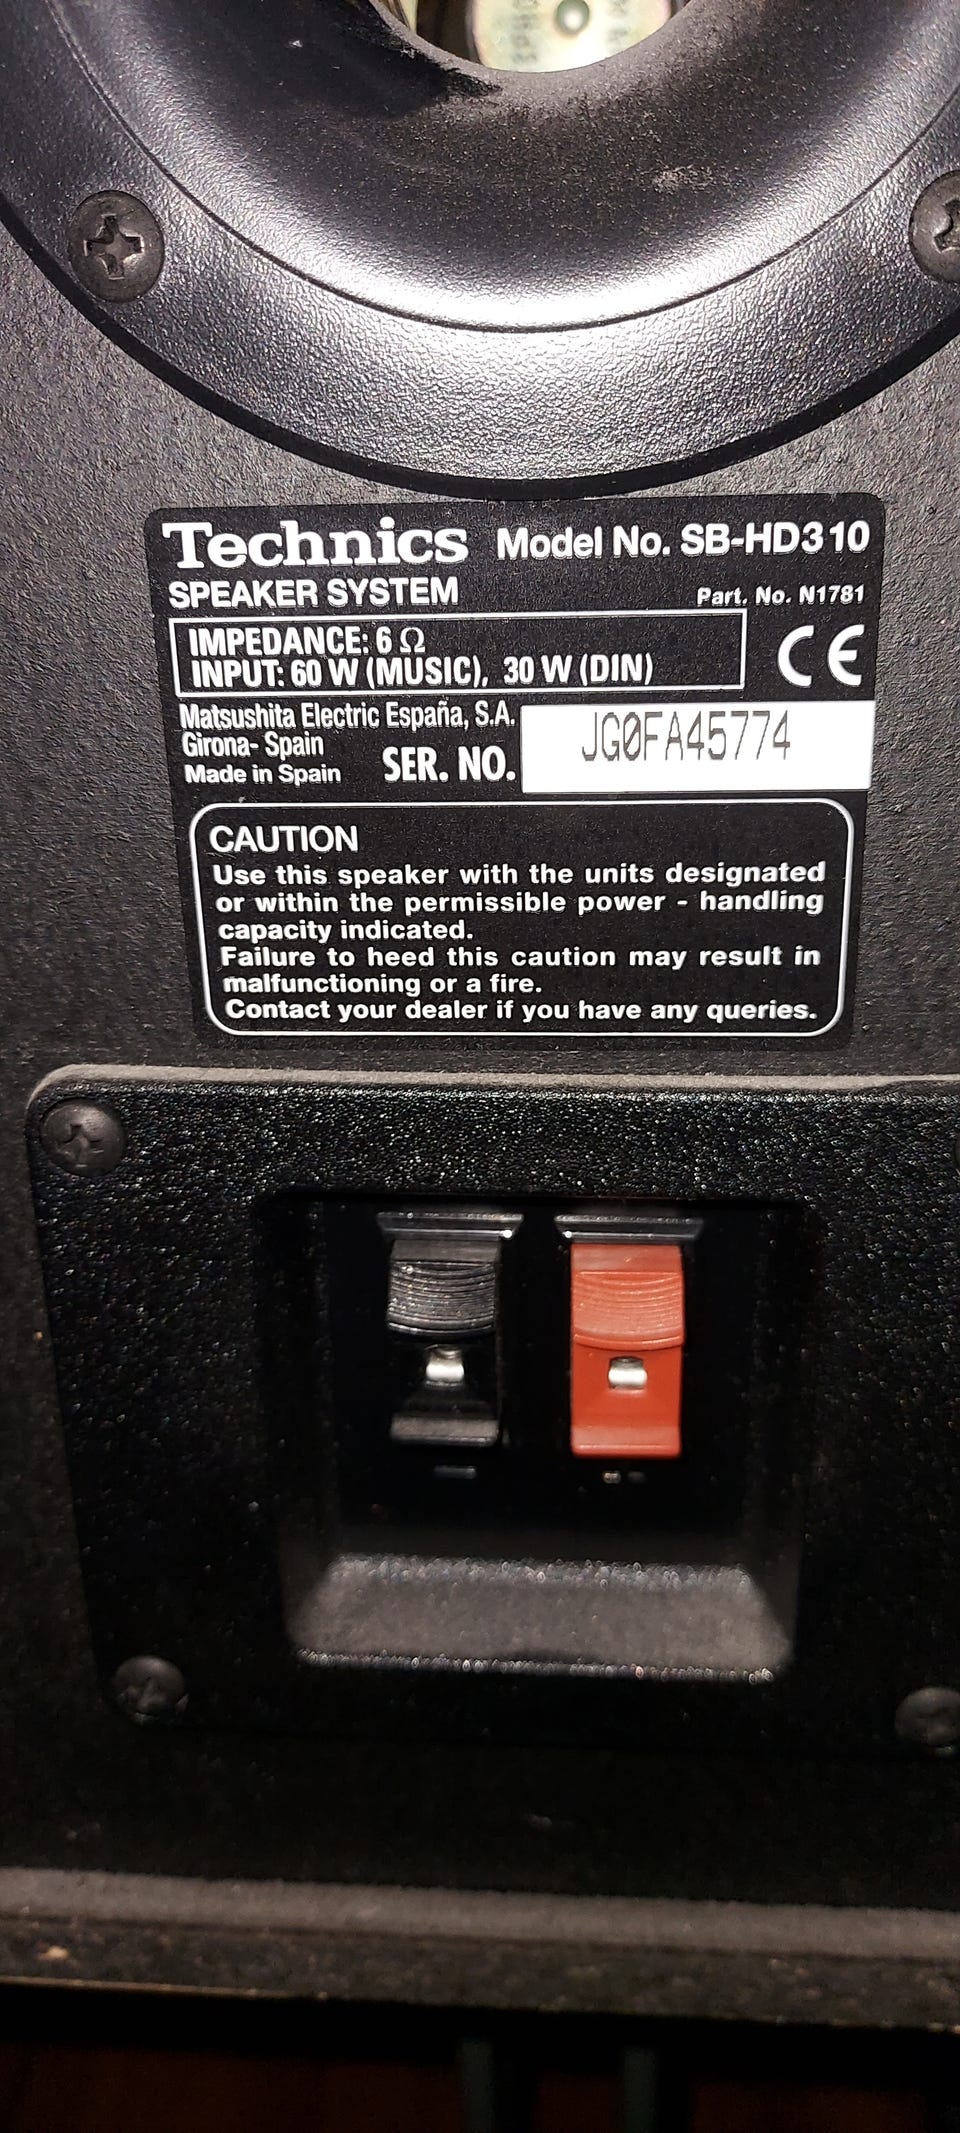 Technics Model No. SB-HD310
SPEAKER SYSTEM Part. No. N1781
IMPEDANCE: 6 Ω
INPUT: 60 W (MUSIC), 30 W (DIN)
CE
Matsushita Electric España, S.A.
Girona- Spain
Made in Spain
SER. NO. JG0FA45774
CAUTION
Use this speaker with the units designated
or within the permissible power - handling
capacity indicated.
Failure to heed this caution may result in
malfunctioning or a fire.
Contact your dealer if you have any queries.